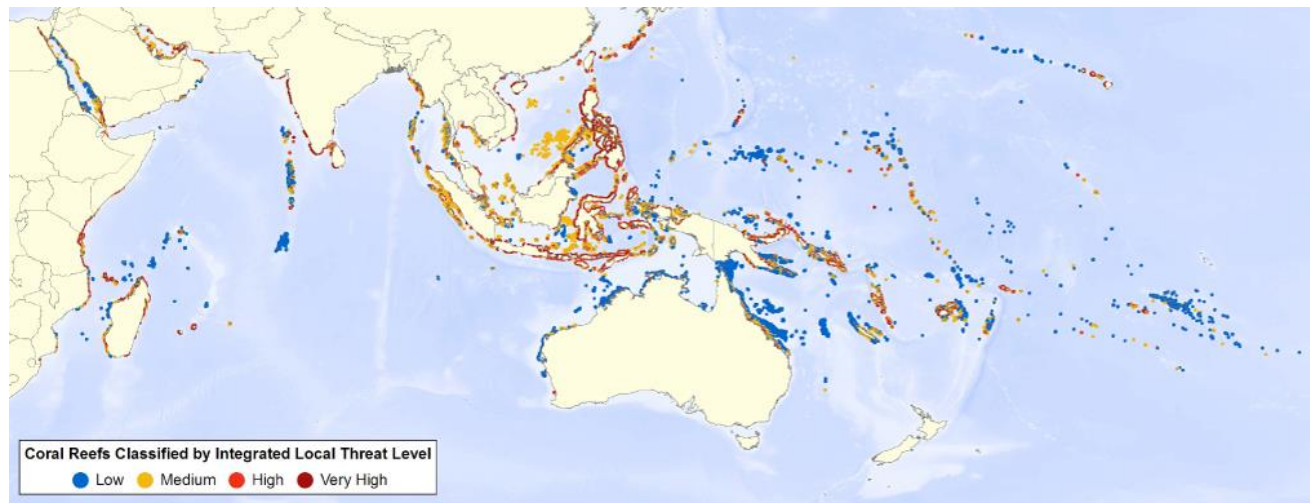 Coral Reefs Classified by Integrated Local Threat Level
Low Medium High Very High